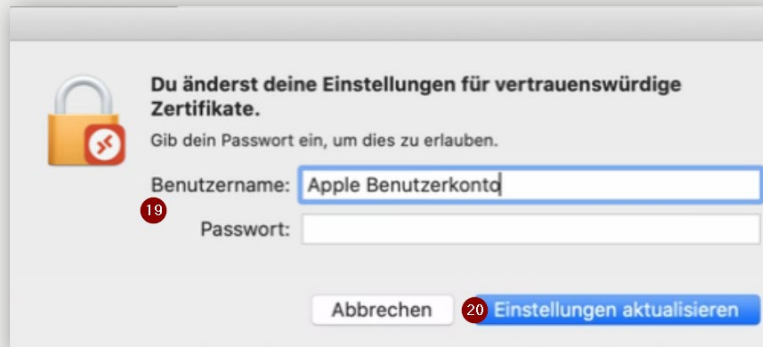 Du änderst deine Einstellungen für vertrauenswürdige
Zertifikate.
Gib dein Passwort ein, um dies zu erlauben.
Benutzername: Apple Benutzerkonto
19
Passwort:
Abbrechen 20 Einstellungen aktualisieren